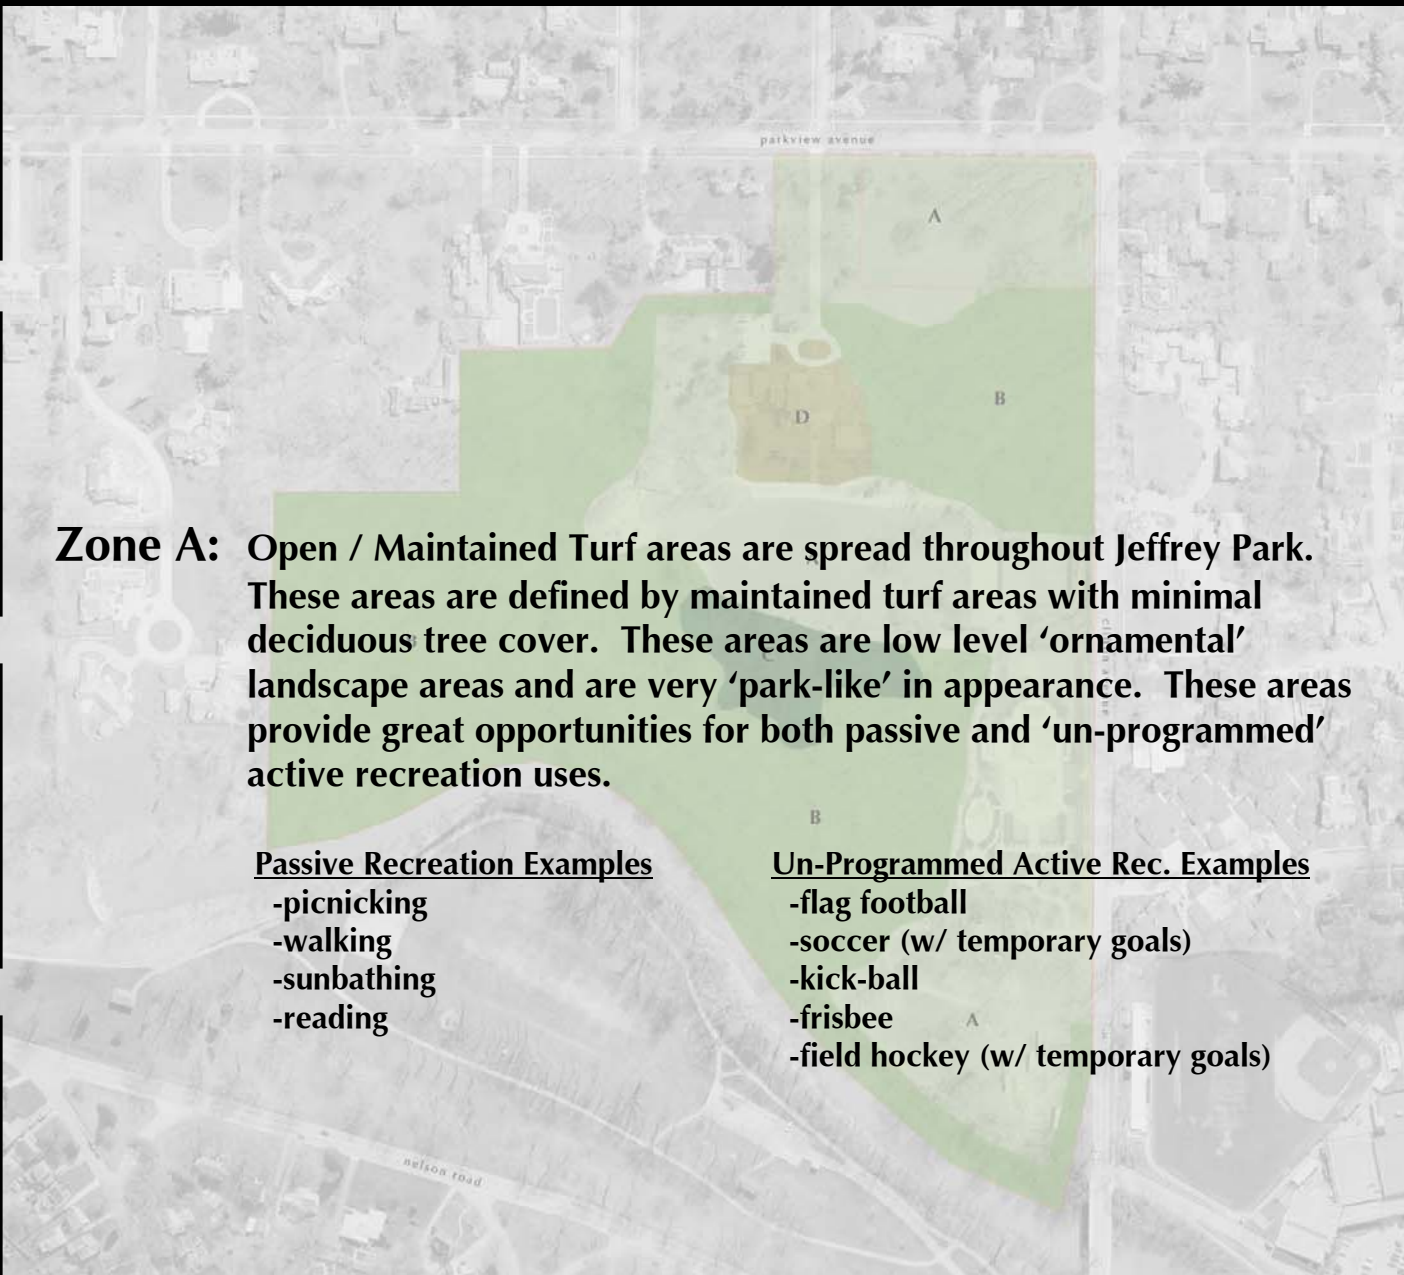 parkview avenue
A
B
D
Zone A: Open / Maintained Turf areas are spread throughout Jeffrey Park.
These areas are defined by maintained turf areas with minimal
deciduous tree cover.  These areas are low level ‘ornamental’
landscape areas and are very ‘park-like’ in appearance.  These areas
provide great opportunities for both passive and ‘un-programmed’
active recreation uses.
B
C
B
Passive Recreation Examples
-picnicking
-walking
-sunbathing
-reading
Un-Programmed Active Rec. Examples
-flag football
-soccer (w/ temporary goals)
-kick-ball
-frisbee
-field hockey (w/ temporary goals)
A
nelson road